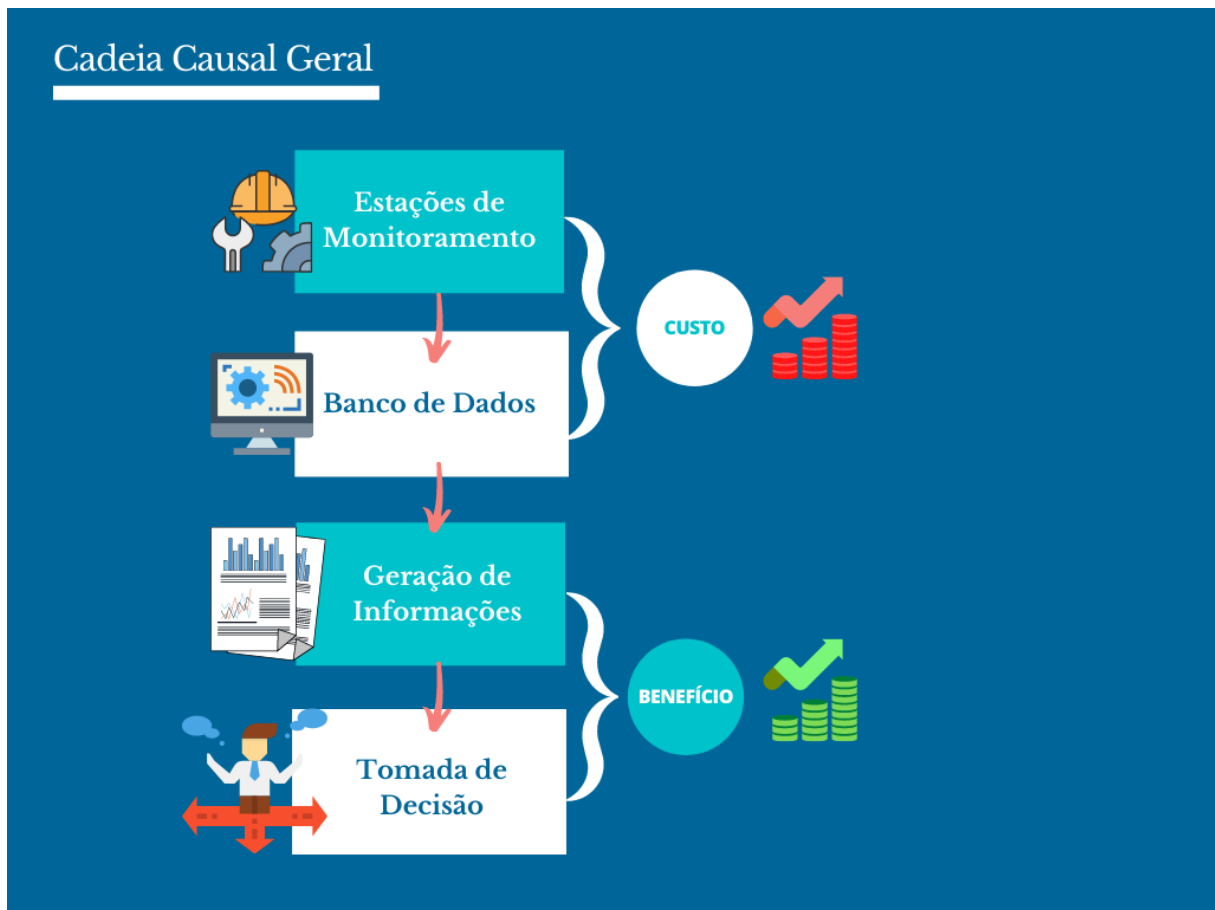 Cadeia Causal Geral
Estações de
Monitoramento
CUSTO
Banco de Dados
Geração de
Informações
BENEFÍCIO
Tomada de
Decisão